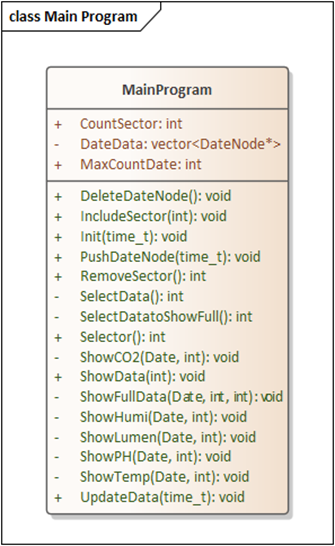 class Main Program
MainProgram
+ CountSector: int
- DateData: vector<DateNode*>
+ MaxCountDate: int
+ DeleteDateNode(): void
+ IncludeSector(int): void
+ Init(time_t): void
+ PushDateNode(time_t): void
+ RemoveSector(): int
- SelectData(): int
- SelectDatatoShowFull(): int
+ Selector(): int
- ShowCO2(Date, int): void
+ ShowData(int): void
- ShowFullData(Date, int, int): void
- ShowHumi(Date, int): void
- ShowLumen(Date, int): void
- ShowPH(Date, int): void
- ShowTemp(Date, int): void
+ UpdateData(time_t): void